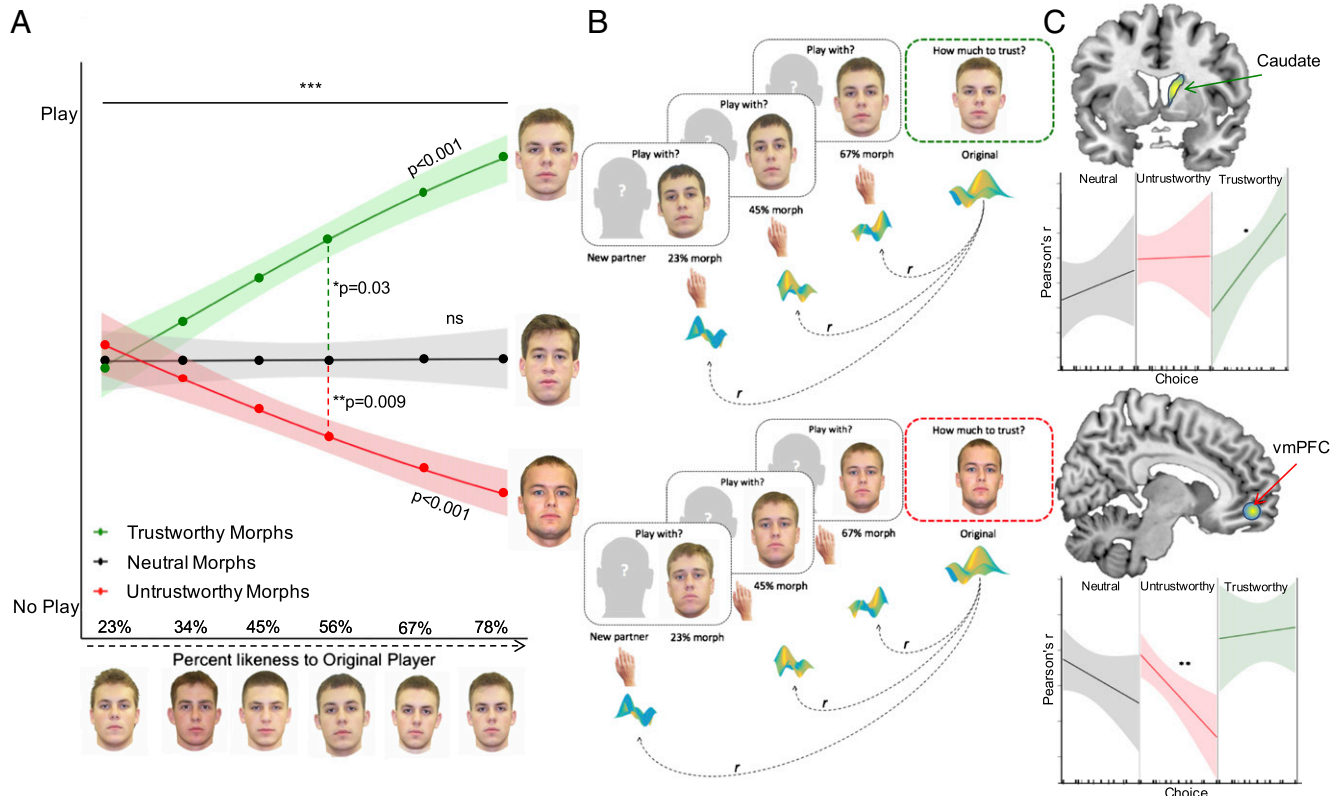 A
Play
***
p<0.001
*p=0.03
ns
**p=0.009
p<0.001
Trustworthy Morphs
Neutral Morphs
Untrustworthy Morphs
No Play
23% 34% 45% 56% 67% 78%
Percent likeness to Original Player
B
Play with?
How much to trust?
?
67% morph
Original
Play with?
?
45% morph
Play with?
?
New partner
23% morph
r
r
r
Play with?
How much to trust?
?
67% morph
Original
Play with?
?
45% morph
Play with?
?
New partner
23% morph
r
r
r
C
Caudate
Neutral Untrustworthy Trustworthy
*
Pearson's r
Choice
vmPFC
Neutral Untrustworthy Trustworthy
**
Pearson's r
Choice